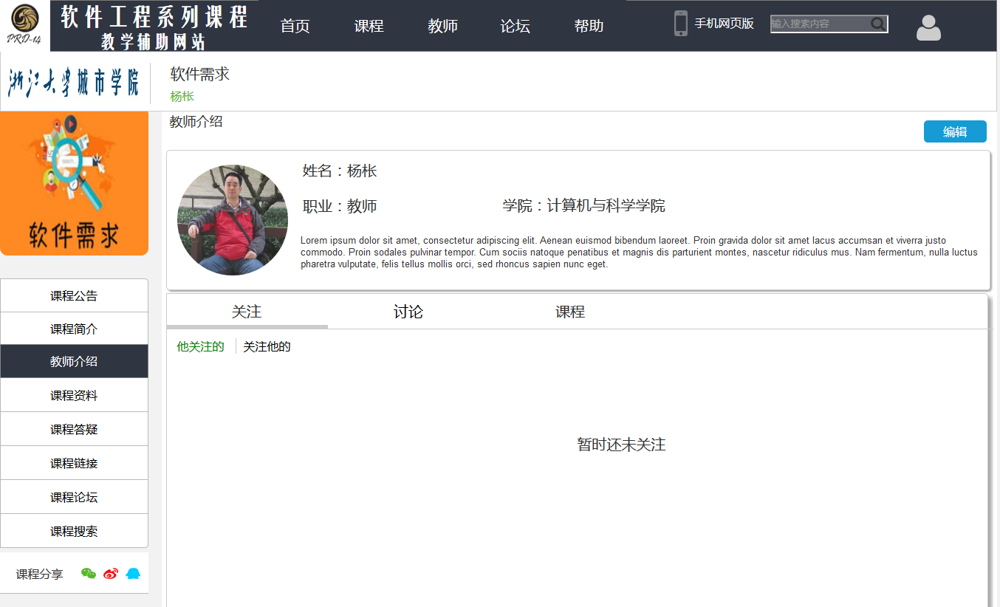 PRD-14
软件工程系列课程
教学辅助网站
首页
课程
教师
论坛
帮助
手机网页版
输入搜索内容
浙江大学城市学院
软件需求
杨枨
软件需求
教师介绍
编辑
姓名：杨枨
职业：教师
学院：计算机与科学学院
Lorem ipsum dolor sit amet, consectetur adipiscing elit. Aenean euismod bibendum laoreet. Proin gravida dolor sit amet lacus accumsan et viverra justo
commodo. Proin sodales pulvinar tempor. Cum sociis natoque penatibus et magnis dis parturient montes, nascetur ridiculus mus. Nam fermentum, nulla luctus
pharetra vulputate, felis tellus mollis orci, sed rhoncus sapien nunc eget.
课程公告
课程简介
教师介绍
课程资料
课程答疑
课程链接
课程论坛
课程搜索
课程分享
关注
讨论
课程
他关注的
关注他的
暂时还未关注